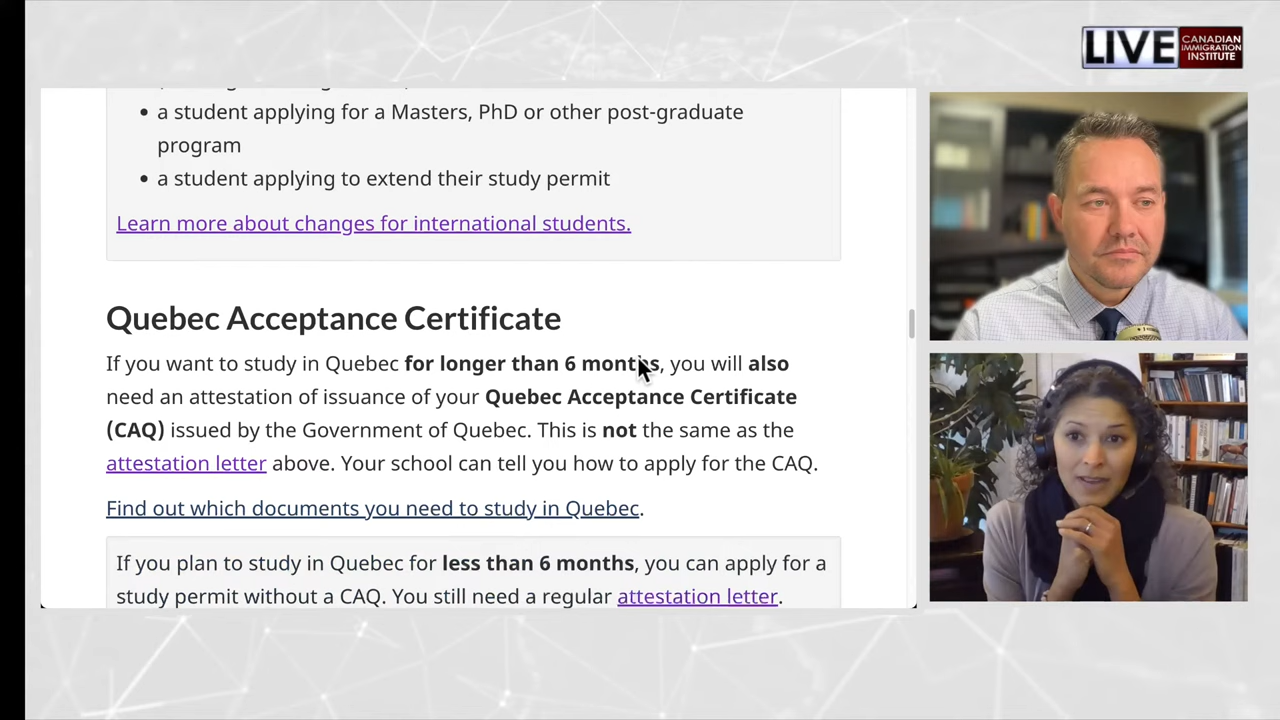 LIVE
CANADIAN
IMMIGRATION
INSTITUTE
• a student applying for a Masters, PhD or other post-graduate
program
• a student applying to extend their study permit
Learn more about changes for international students.
Quebec Acceptance Certificate
If you want to study in Quebec for longer than 6 months, you will also
need an attestation of issuance of your Quebec Acceptance Certificate
(CAQ) issued by the Government of Quebec. This is not the same as the
attestation letter above. Your school can tell you how to apply for the CAQ.
Find out which documents you need to study in Quebec.
If you plan to study in Quebec for less than 6 months, you can apply for a
study permit without a CAQ. You still need a regular attestation letter.